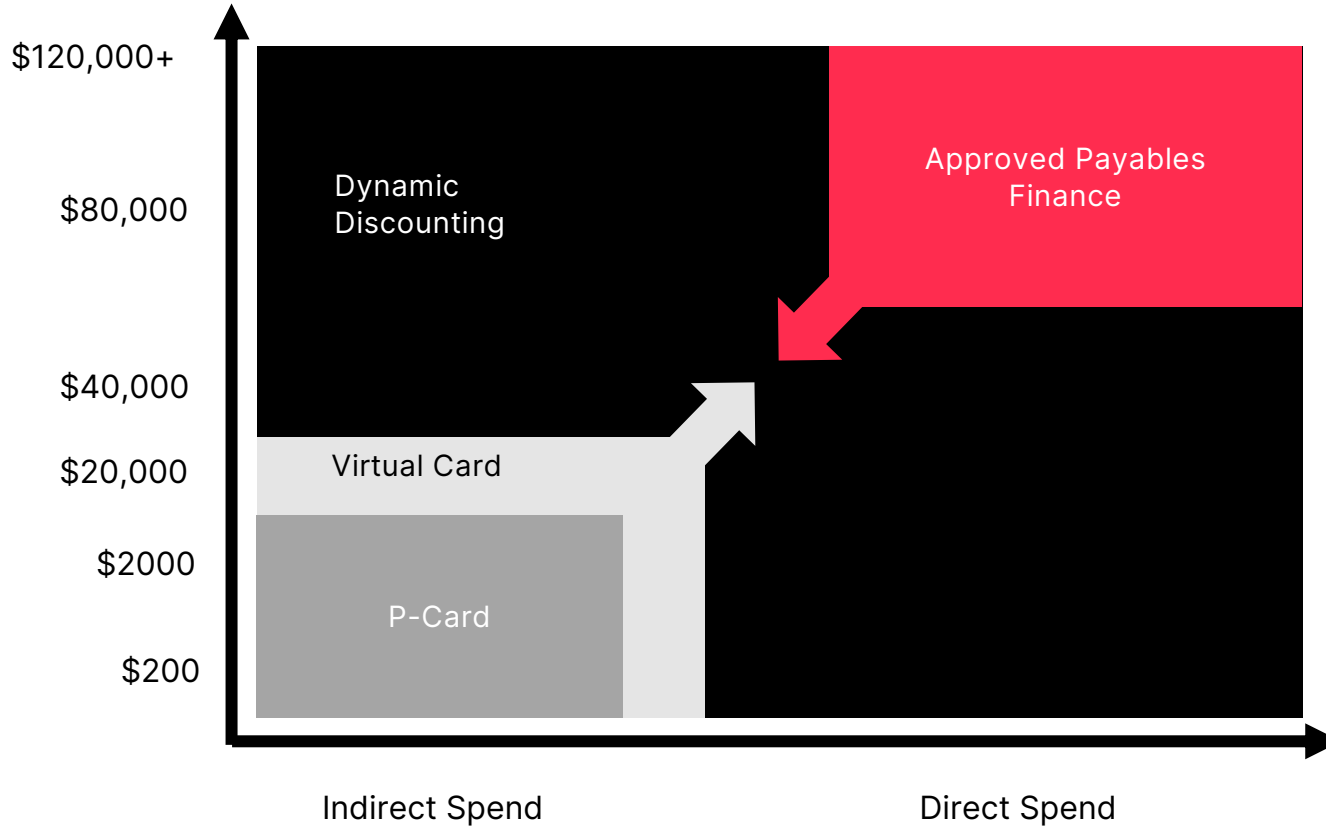 $120,000+
Approved Payables
Finance
Dynamic
Discounting
$80,000
$40,000
Virtual Card
$20,000
$2000
P-Card
$200
Indirect Spend
Direct Spend